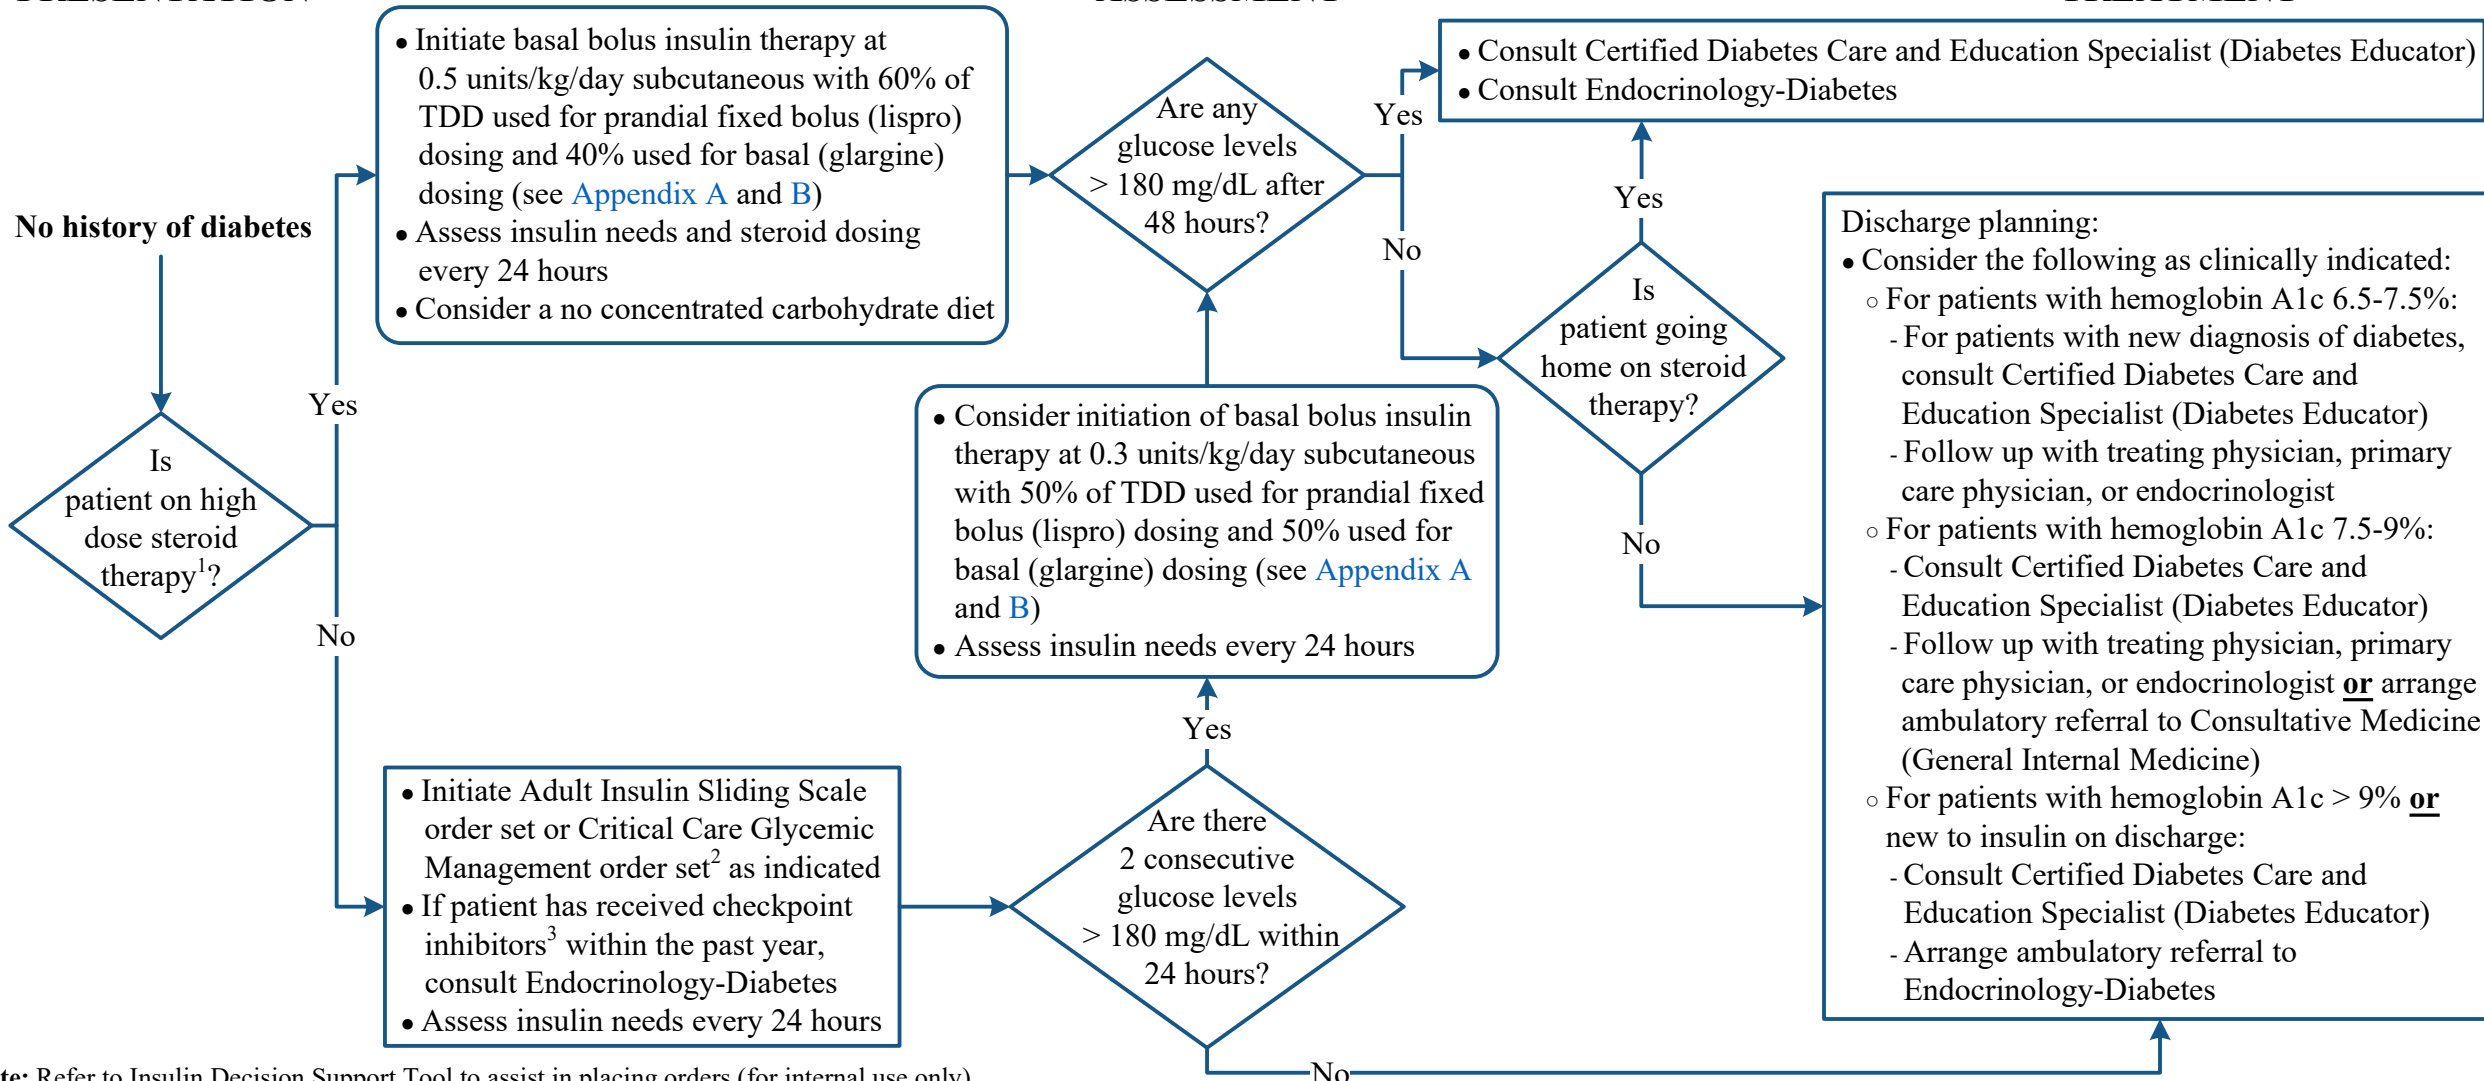 No history of diabetes
Is
patient on high
dose steroid
therapy1?
Yes
No
● Initiate basal bolus insulin therapy at
0.5 units/kg/day subcutaneous with 60% of
TDD used for prandial fixed bolus (lispro)
dosing and 40% used for basal (glargine)
dosing (see Appendix A and B)
● Assess insulin needs and steroid dosing
every 24 hours
● Consider a no concentrated carbohydrate diet
● Initiate Adult Insulin Sliding Scale
order set or Critical Care Glycemic
Management order set2 as indicated
● If patient has received checkpoint
inhibitors3 within the past year,
consult Endocrinology-Diabetes
● Assess insulin needs every 24 hours
Are any
glucose levels
> 180 mg/dL after
48 hours?
Yes
No
● Consider initiation of basal bolus insulin
therapy at 0.3 units/kg/day subcutaneous
with 50% of TDD used for prandial fixed
bolus (lispro) dosing and 50% used for
basal (glargine) dosing (see Appendix A
and B)
● Assess insulin needs every 24 hours
Yes
Are there
2 consecutive
glucose levels
> 180 mg/dL within
24 hours?
No
● Consult Certified Diabetes Care and Education Specialist (Diabetes Educator)
● Consult Endocrinology-Diabetes
Yes
Is
patient going
home on steroid
therapy?
No
Discharge planning:
● Consider the following as clinically indicated:
○ For patients with hemoglobin A1c 6.5-7.5%:
- For patients with new diagnosis of diabetes,
consult Certified Diabetes Care and
Education Specialist (Diabetes Educator)
- Follow up with treating physician, primary
care physician, or endocrinologist
○ For patients with hemoglobin A1c 7.5-9%:
- Consult Certified Diabetes Care and
Education Specialist (Diabetes Educator)
- Follow up with treating physician, primary
care physician, or endocrinologist or arrange
ambulatory referral to Consultative Medicine
(General Internal Medicine)
○ For patients with hemoglobin A1c > 9% or
new to insulin on discharge:
- Consult Certified Diabetes Care and
Education Specialist (Diabetes Educator)
- Arrange ambulatory referral to
Endocrinology-Diabetes
te: Refer to Insulin Decision Support Tool to assist in placing orders (for internal use only)